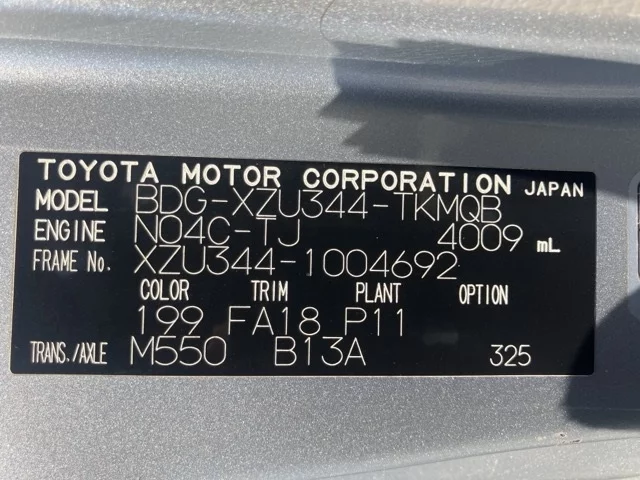 TOYOTA MOTOR CORPORATION JAPAN
MODEL BDG-XZU344-TKMQB
ENGINE N04C-TJ 4009 mL
FRAME No. XZU344-1004692
COLOR TRIM PLANT OPTION
199 FA18 P11
TRANS./AXLE M550 B13A 325